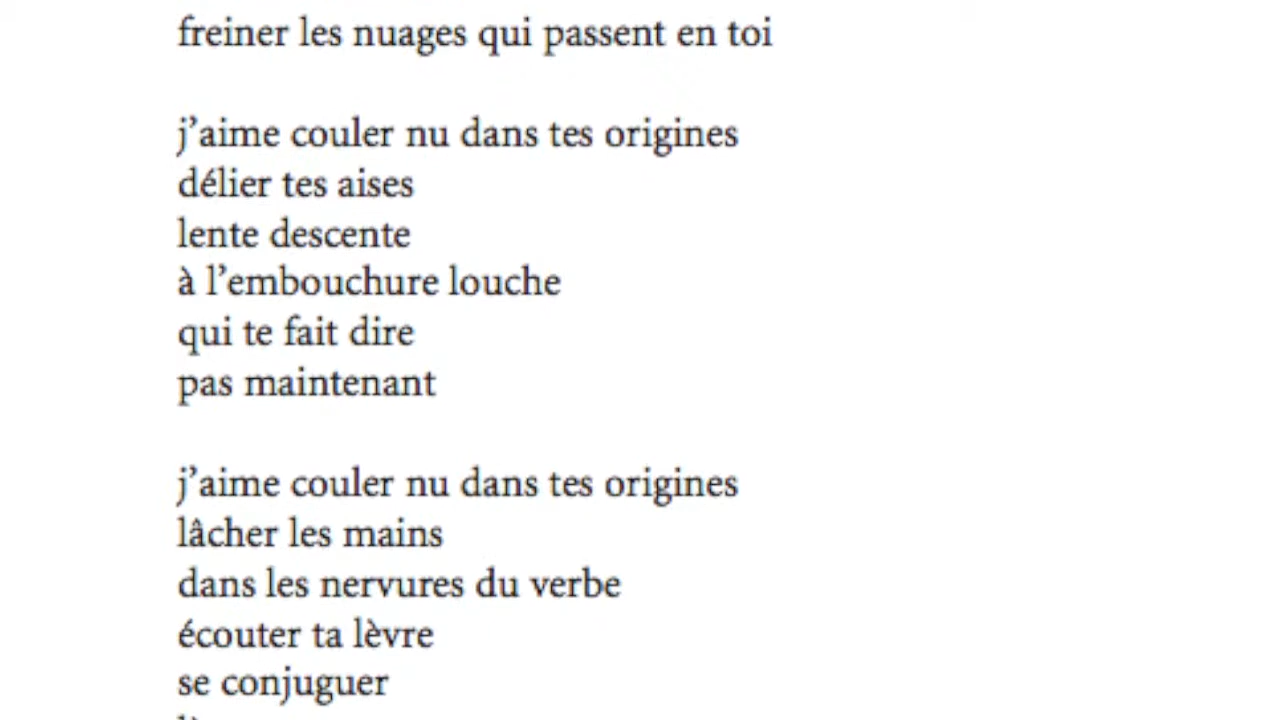 freiner les nuages qui passent en toi
j’aime couler nu dans tes origines
délier tes aises
lente descente
à l’embouchure louche
qui te fait dire
pas maintenant
j’aime couler nu dans tes origines
lâcher les mains
dans les nervures du verbe
écouter ta lèvre
se conjuguer